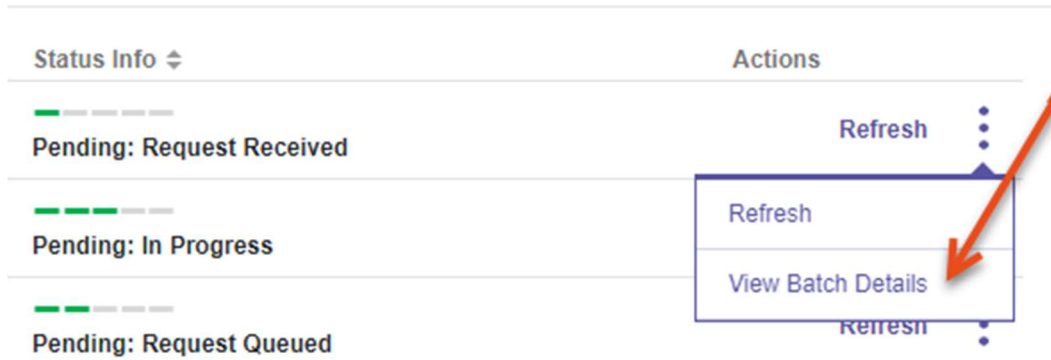 Status Info Actions
Pending: Request Received Refresh
Refresh
Pending: In Progress
View Batch Details
Refresh
Pending: Request Queued